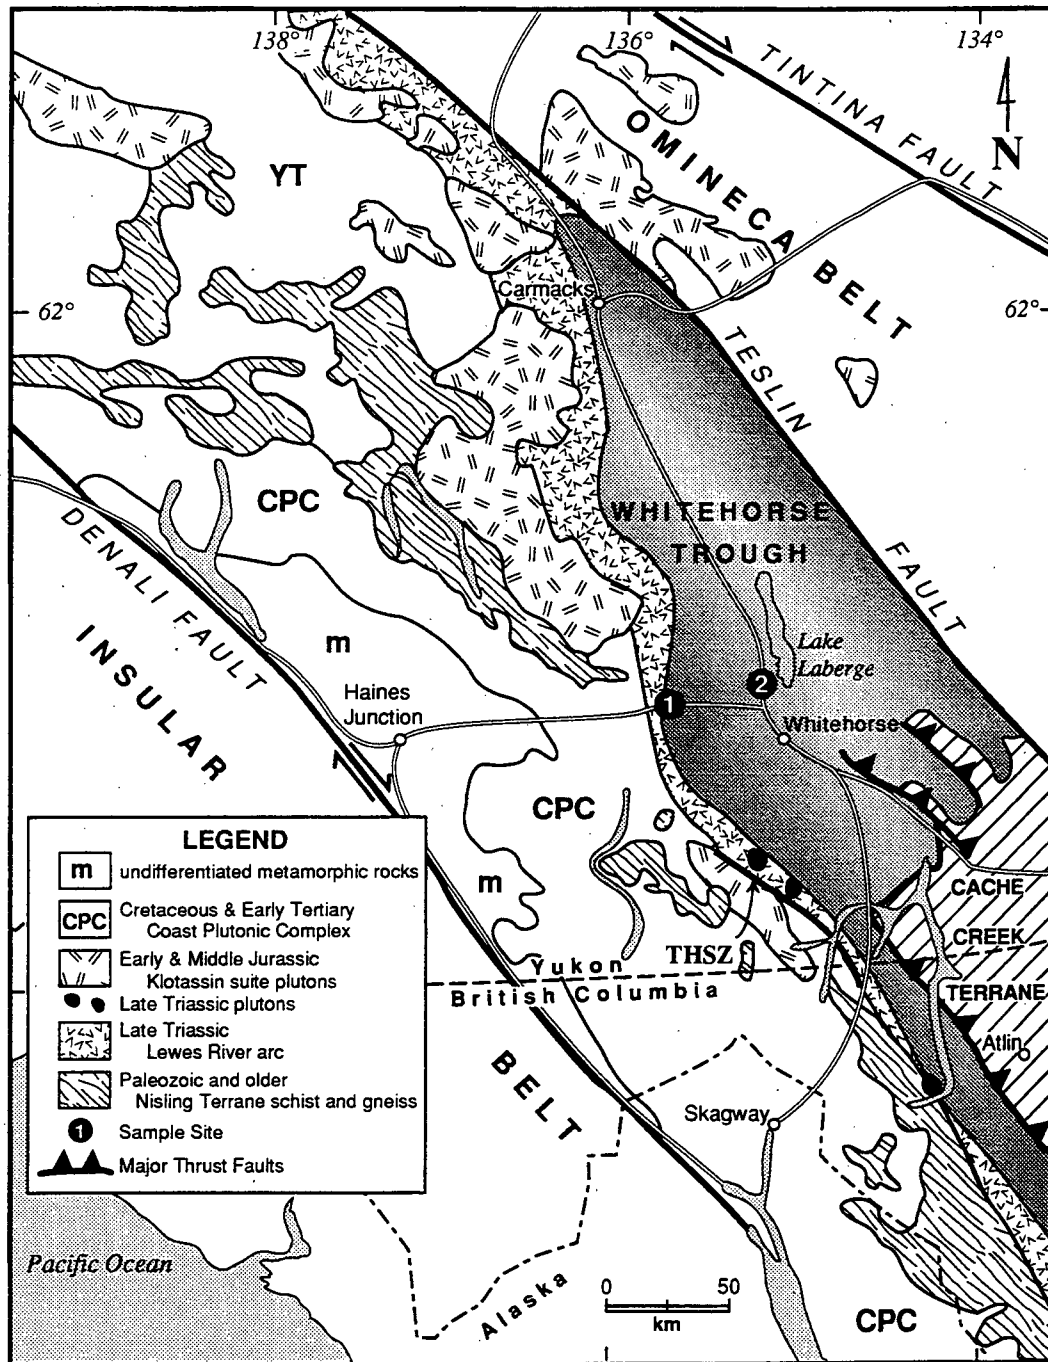 138°
136°
134°
TINTINA FAULT
N
OMINECA BELT
YT
Carmacks
62°
62°
TESLIN FAULT
CPC
WHITEHORSE
TROUGH
DENALI FAULT
INSULAR BELT
m
Lake
Laberge
Haines
Junction
1
2
Whitehorse
CPC
m
THSZ
CACHE
CREEK
TERRANE
Yukon
British Columbia
Atlin
Skagway
LEGEND
m undifferentiated metamorphic rocks
CPC Cretaceous & Early Tertiary
Coast Plutonic Complex
Early & Middle Jurassic
Klotassin suite plutons
Late Triassic plutons
Late Triassic
Lewes River arc
Paleozoic and older
Nisling Terrane schist and gneiss
1 Sample Site
Major Thrust Faults
Pacific Ocean
Alaska
0 50
km
CPC